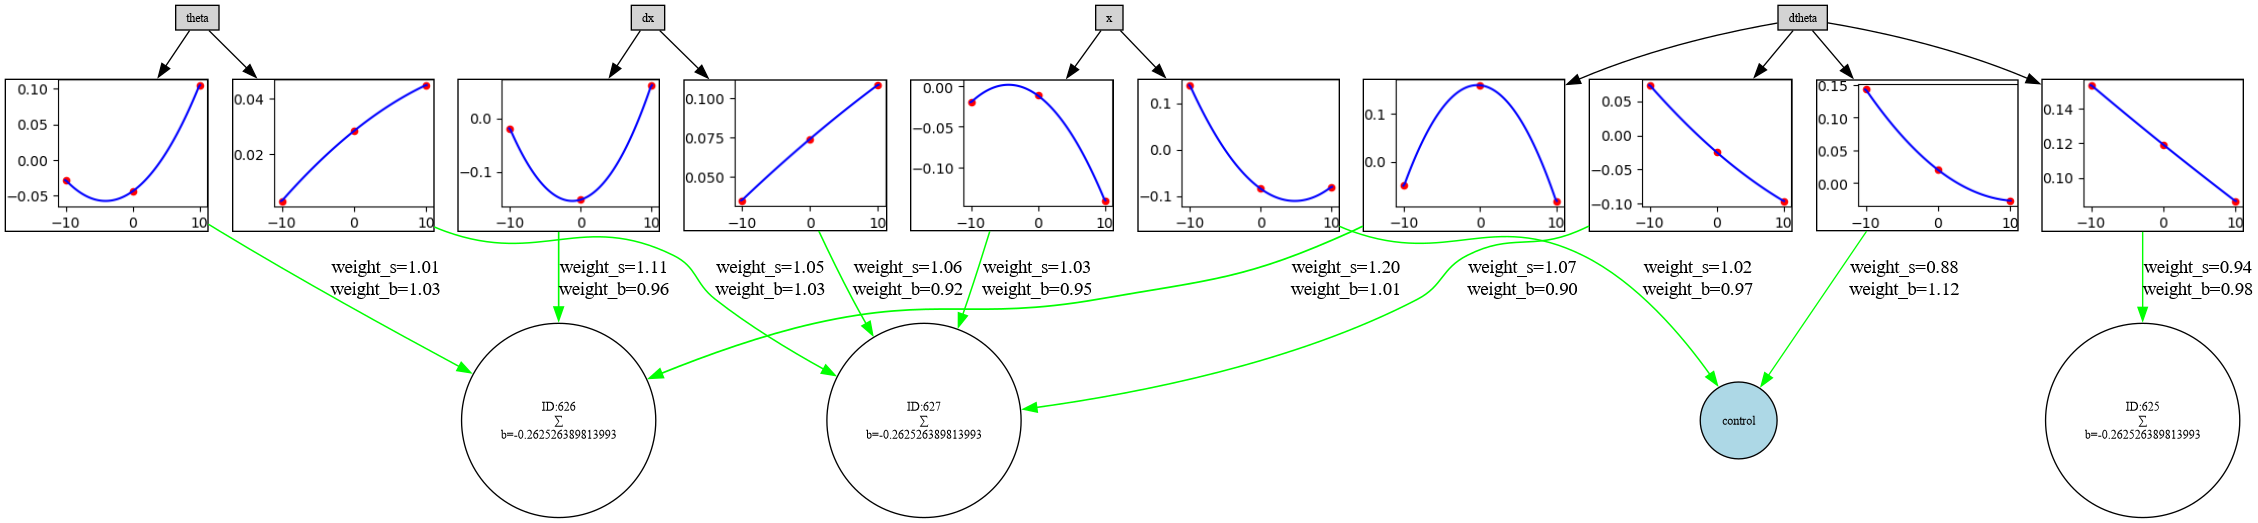 theta
dx
x
dtheta
0.10
0.05
0.00
−0.05
−10
0
10
0.04
0.02
−10
0
10
0.0
−0.1
−10
0
10
0.100
0.075
0.050
−10
0
10
0.00
−0.05
−0.10
−10
0
10
0.1
0.0
−0.1
−10
0
10
0.1
0.0
−10
0
10
0.05
0.00
−0.05
−0.10
−10
0
10
0.15
0.10
0.05
0.00
−10
0
10
0.14
0.12
0.10
−10
0
10
weight_s=1.01
weight_b=1.03
weight_s=1.11
weight_b=0.96
weight_s=1.05
weight_b=1.03
weight_s=1.06
weight_b=0.92
weight_s=1.03
weight_b=0.95
weight_s=1.20
weight_b=1.01
weight_s=1.07
weight_b=0.90
weight_s=1.02
weight_b=0.97
weight_s=0.88
weight_b=1.12
weight_s=0.94
weight_b=0.98
ID:626
∑
b=-0.262526389813993
ID:627
∑
b=-0.262526389813993
control
ID:625
∑
b=-0.262526389813993